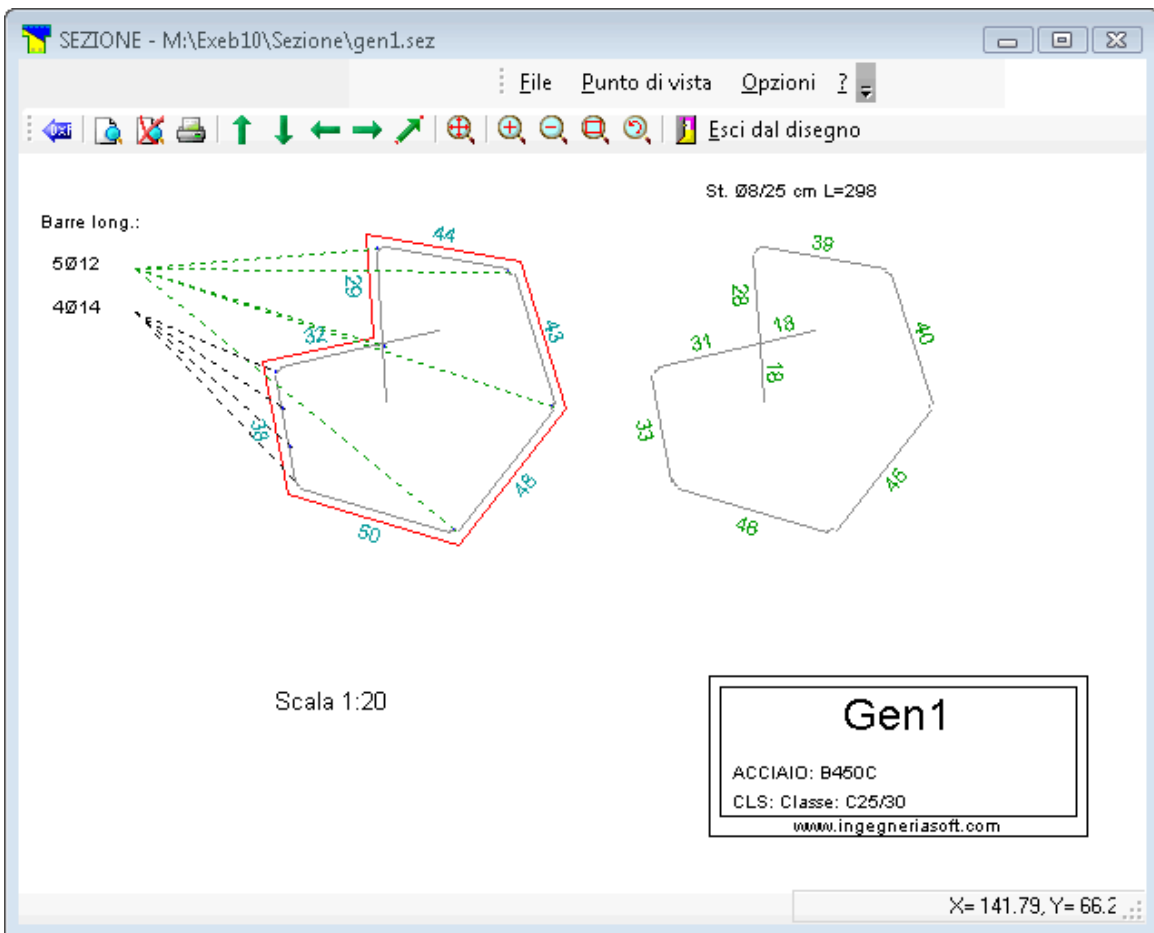 SEZIONE - M:\Exeb10\Sezione\gen1.sez
File Punto di vista Opzioni ?
DXF Esci dal disegno
St. Ø8/25 cm L=298
Barre long.:
5Ø12
4Ø14
44
29
32
43
38
48
50
39
28
31
18
18
40
33
46
46
Scala 1:20
Gen1
ACCIAIO: B450C
CLS: Classe: C25/30
www.ingegneriasoft.com
X= 141.79, Y= 66.2